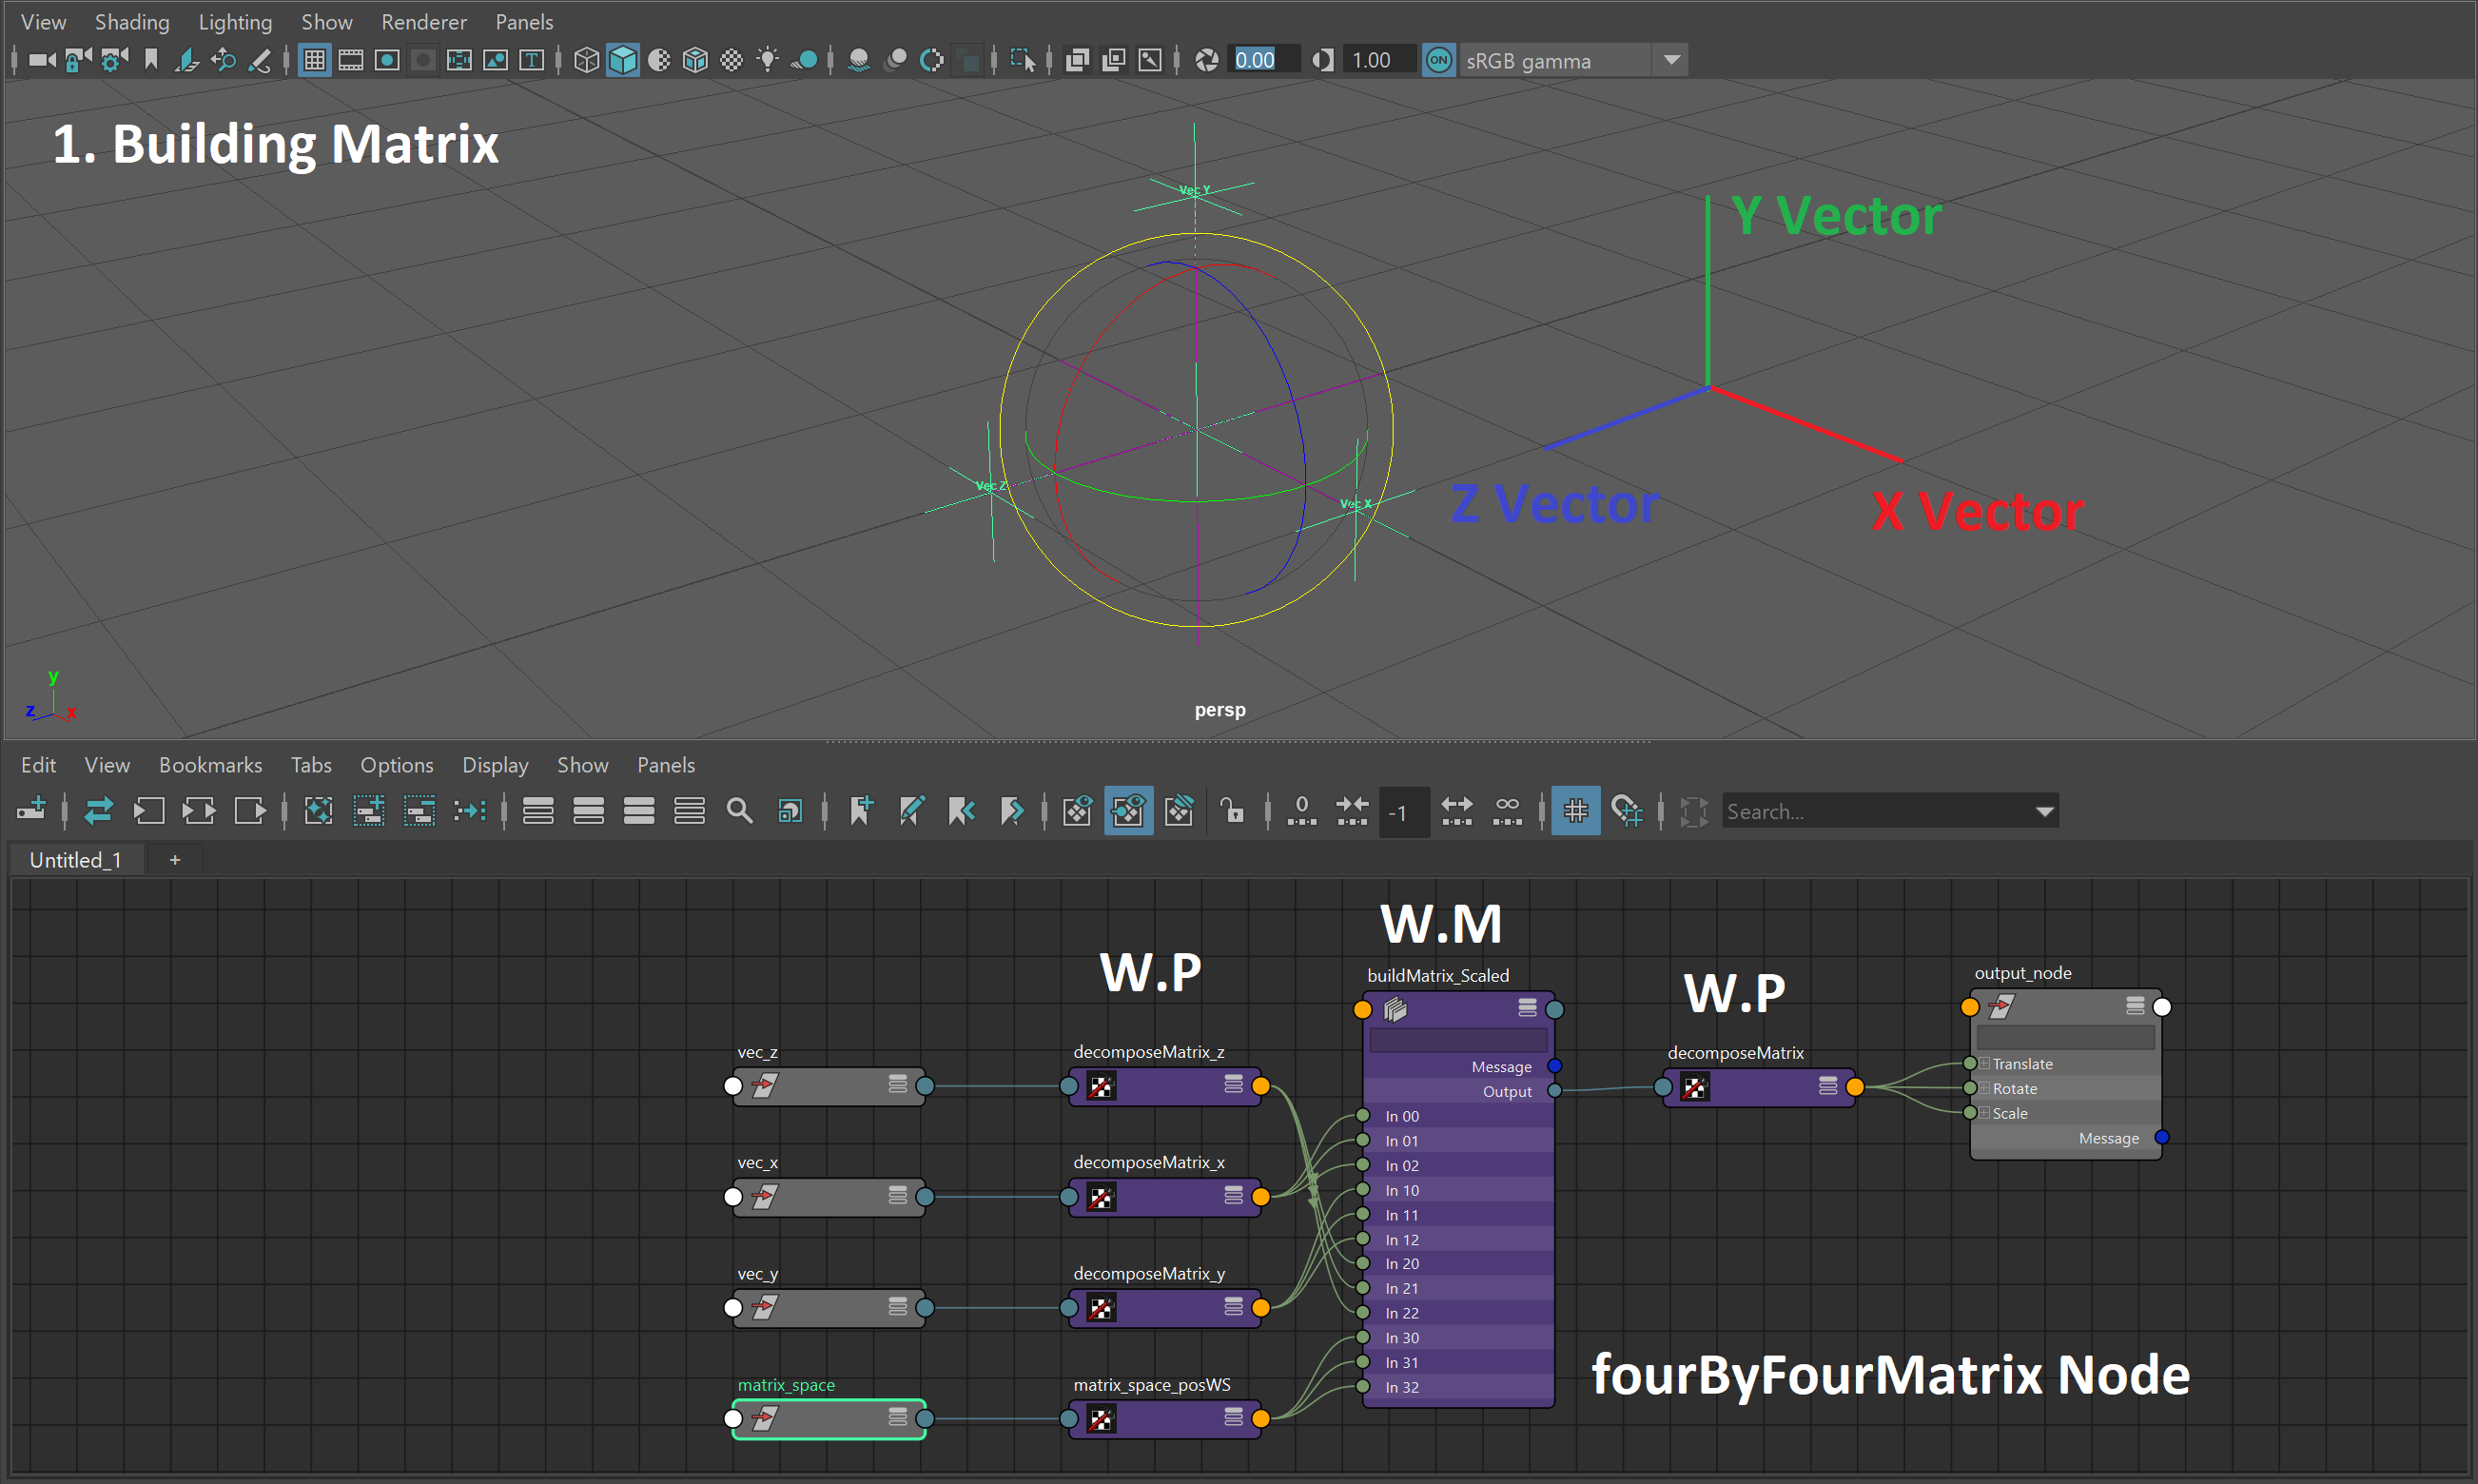 View Shading Lighting Show Renderer Panels
0.00 1.00 ON sRGB gamma
1. Building Matrix
Vec Y
Y Vector
Vec Z
Vec X
Z Vector
X Vector
y
z x
persp
Edit View Bookmarks Tabs Options Display Show Panels
0 -1 ∞ Search...
Untitled_1 +
W.M
W.P
buildMatrix_Scaled
W.P
output_node
vec_z
decomposeMatrix_z
decomposeMatrix
Message
Output
Translate
Rotate
Scale
Message
In 00
In 01
In 02
In 10
In 11
In 12
In 20
In 21
In 22
In 30
In 31
In 32
vec_x
decomposeMatrix_x
vec_y
decomposeMatrix_y
matrix_space
matrix_space_posWS
fourByFourMatrix Node